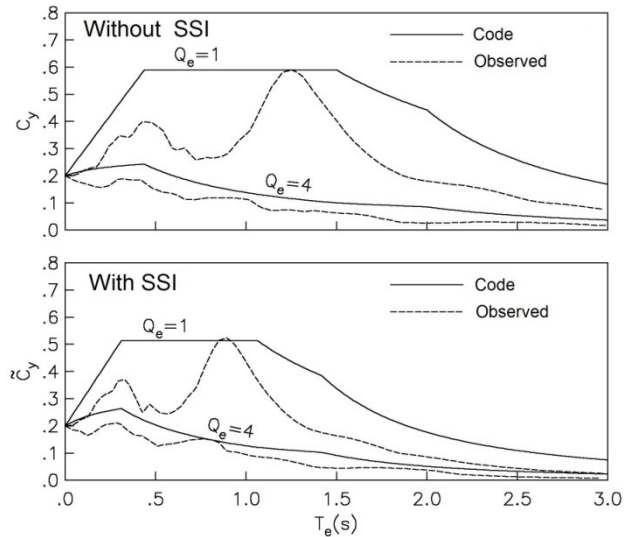 .8
Without SSI
Code
Observed
.7
Qₑ=1
.6
.5
Cᵧ
.4
.3
Qₑ=4
.2
.1
.0
.8
With SSI
Code
Observed
.7
.6
Qₑ=1
.5
C̃ᵧ
.4
.3
Qₑ=4
.2
.1
.0
.0 0.5 1.0 1.5 2.0 2.5 3.0
Tₑ(s)